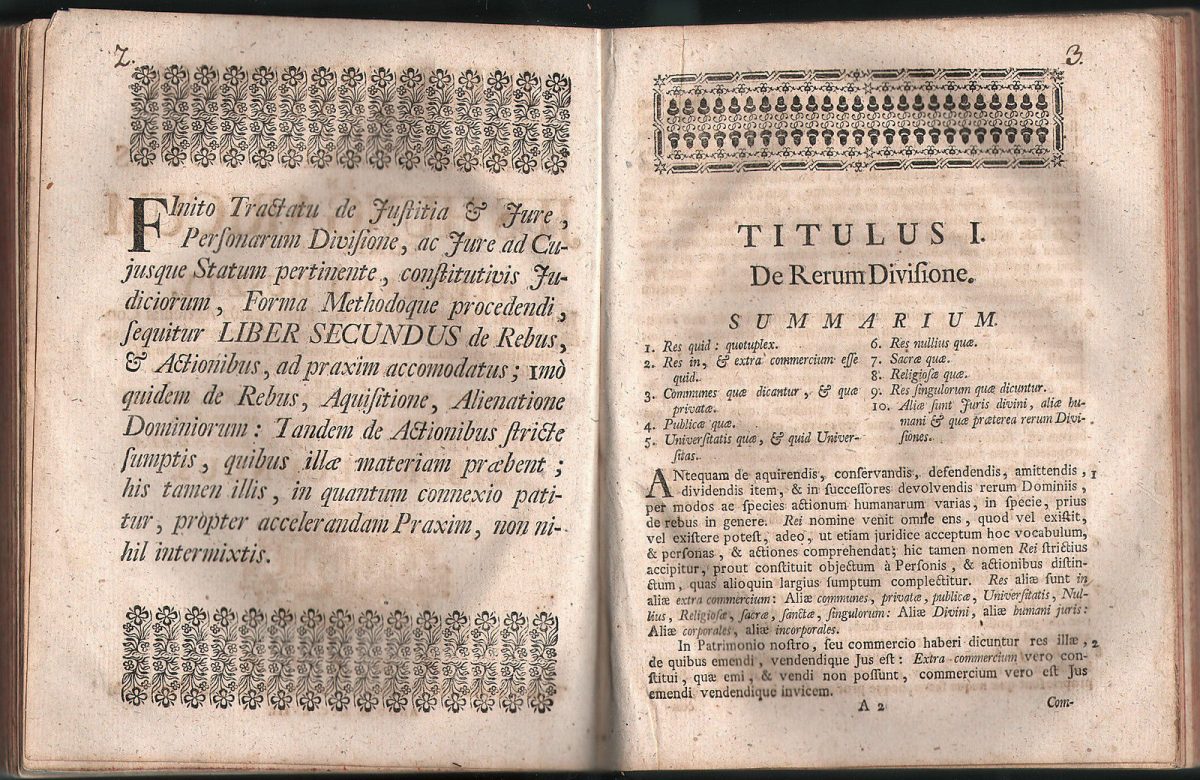 2.
FInito Tractatu de Juſtitia & Jure,
Perſonarum Diviſione, ac Jure ad Cu-
jusque Statum pertinente, conſtitutivis Ju-
diciorum, Forma Methodoque procedendi,
ſequitur LIBER SECUNDUS de Rebus,
& Actionibus, ad praxim accomodatus; imò
quidem de Rebus, Aquiſitione, Alienatione
Dominiorum: Tandem de Actionibus ſtricte
ſumptis, quibus illæ materiam præbent;
his tamen illis, in quantum connexio pati-
tur, pròpter accelerandam Praxim, non ni-
hil intermixtis.
3.
TITULUS I.
De Rerum Diviſione.
SUMMARIUM.
1. Res quid: quotuplex.
2. Res in, & extra commercium eſſe
quid.
3. Communes quæ dicantur, & quæ
privatæ.
4. Publicæ quæ.
5. Univerſitatis quæ, & quid Univer-
ſitas.
6. Res nullius quæ.
7. Sacræ quæ.
8. Religioſæ quæ.
9. Res ſingulorum quæ dicuntur.
10. Aliæ ſunt Juris divini, aliæ hu-
mani & quæ præterea rerum Divi-
ſiones.
ANtequam de aquirendis, conſervandis, defendendis, amittendis, 1
dividendis item, & in ſucceſſores devolvendis rerum Dominiis,
per modos ac ſpecies actionum humanarum varias, in ſpecie, prius
de rebus in genere. Rei nomine venit omne ens, quod vel exiſtit,
vel exiſtere poteſt, adeo, ut etiam juridice acceptum hoc vocabulum,
& perſonas, & actiones comprehendat; hic tamen nomen Rei ſtrictius
accipitur, prout conſtituit objectum à Perſonis, & actionibus diſtin-
ctum, quas alioquin largius ſumptum complectitur. Res aliæ ſunt in
aliæ extra commercium: Aliæ communes, privatæ, publicæ, Univerſitatis, Nul-
lius, Religioſæ, ſacræ, ſanctæ, ſingulorum: Aliæ Divini, aliæ humani juris:
Aliæ corporales, aliæ incorporales.
In Patrimonio noſtro, ſeu commercio haberi dicuntur res illæ, 2
de quibus emendi, vendendique Jus eſt: Extra commercium vero con-
ſtitui, quæ emi, & vendi non poſſunt, commercium vero eſt Jus
emendi vendendique invicem.
A 2
Com-